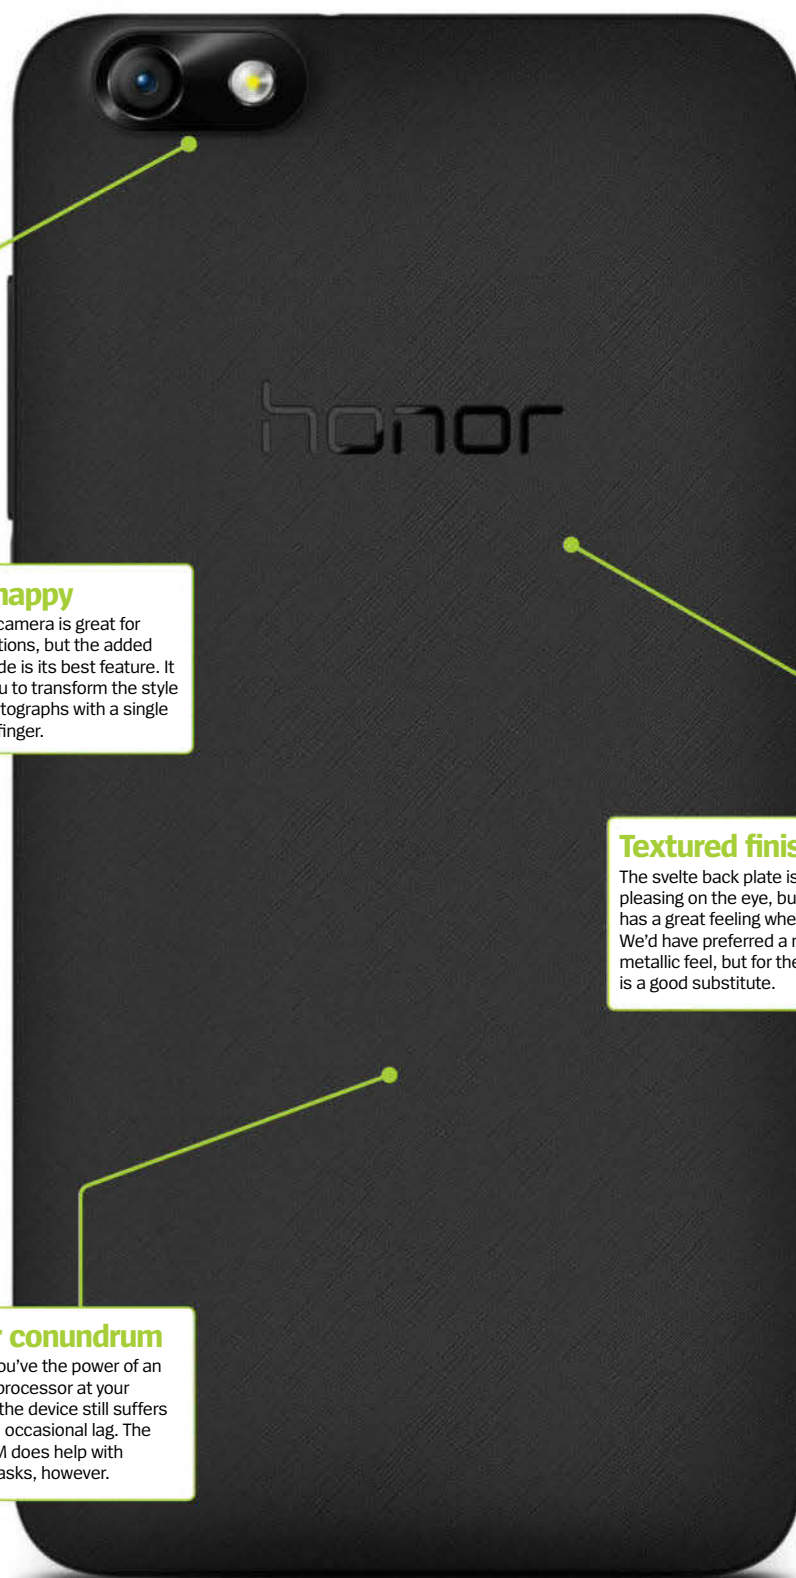 honor
happy
camera is great for
tions, but the added
de is its best feature. It
u to transform the style
tographs with a single
finger.
Textured finis
The svelte back plate is
pleasing on the eye, bu
has a great feeling whe
We'd have preferred a
metallic feel, but for the
is a good substitute.
conundrum
ou've the power of an
processor at your
the device still suffers
occasional lag. The
M does help with
asks, however.